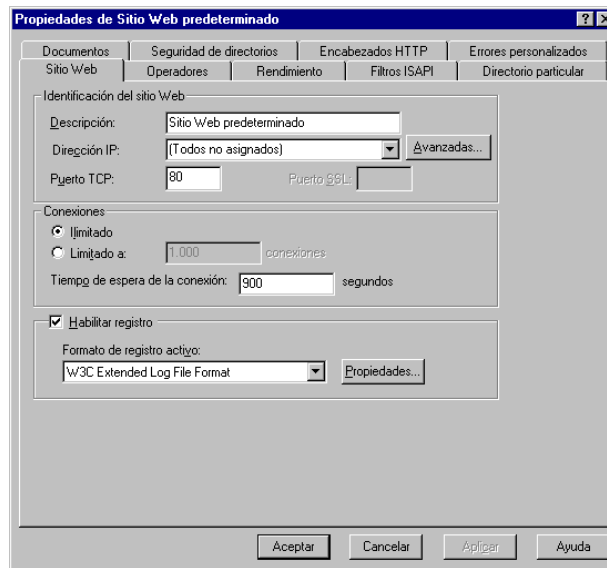 Propiedades de Sitio Web predeterminado
Documentos Seguridad de directorios Encabezados HTTP Errores personalizados
Sitio Web Operadores Rendimiento Filtros ISAPI Directorio particular
Identificación del sitio Web
Descripción: Sitio Web predeterminado
Dirección IP: (Todos no asignados) Avanzadas...
Puerto TCP: 80 Puerto SSL:
Conexiones
Ilimitado
Limitado a: 1.000 conexiones
Tiempo de espera de la conexión: 900 segundos
Habilitar registro
Formato de registro activo:
W3C Extended Log File Format Propiedades...
Aceptar Cancelar Aplicar Ayuda